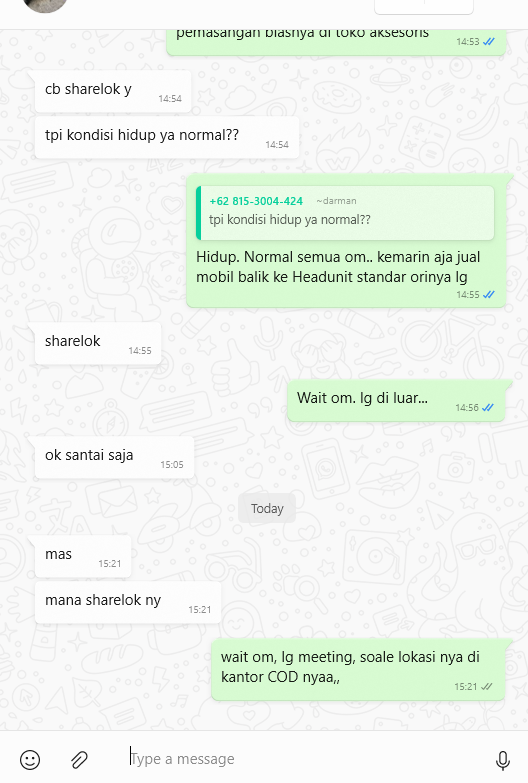 pemasangan biasnya di toko aksesoris
14:53
cb sharelok y
14:54
tpi kondisi hidup ya normal??
14:54
+62 815-3004-424 ~darman
tpi kondisi hidup ya normal??
Hidup. Normal semua om.. kemarin aja jual
mobil balik ke Headunit standar orinya lg
14:55
sharelok
14:55
Wait om. lg di luar...
14:56
ok santai saja
15:05
Today
mas
15:21
mana sharelok ny
15:21
wait om, lg meeting, soale lokasi nya di
kantor COD nyaa,,
15:21
Type a message